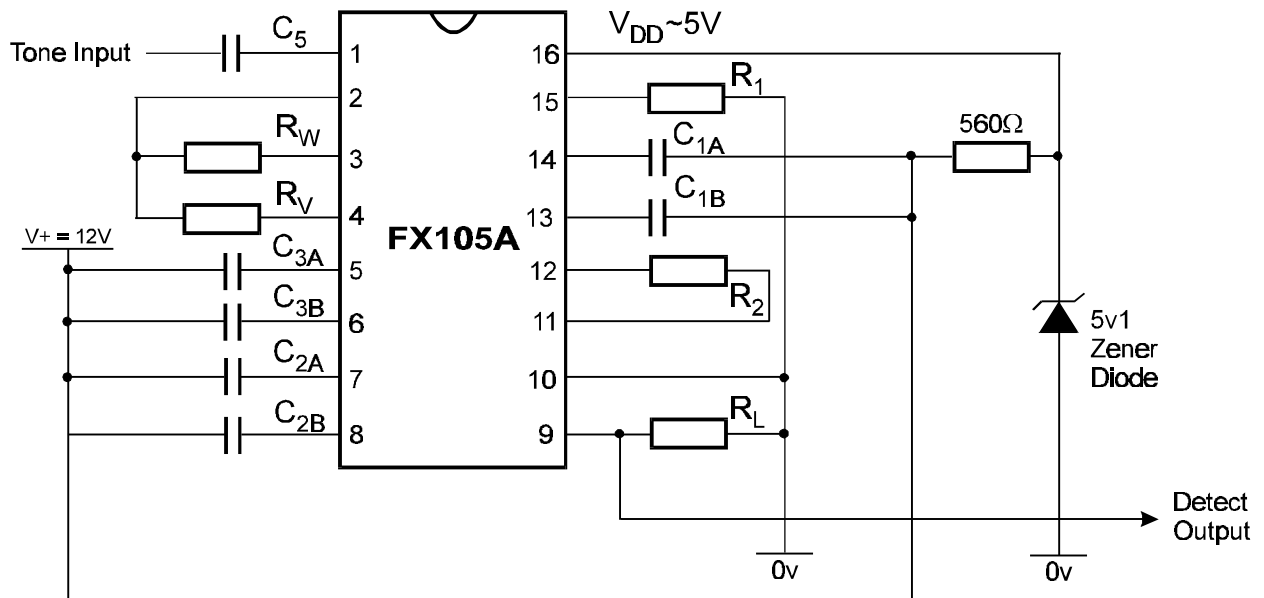 Tone Input
C5
1
2
RW
3
RV
4
V+ = 12V
C3A
5
C3B
6
C2A
7
C2B
8
FX105A
VDD~5V
16
15
R1
14
C1A
13
C1B
12
R2
11
10
9
RL
560Ω
5v1
Zener
Diode
Detect
Output
0v
0v